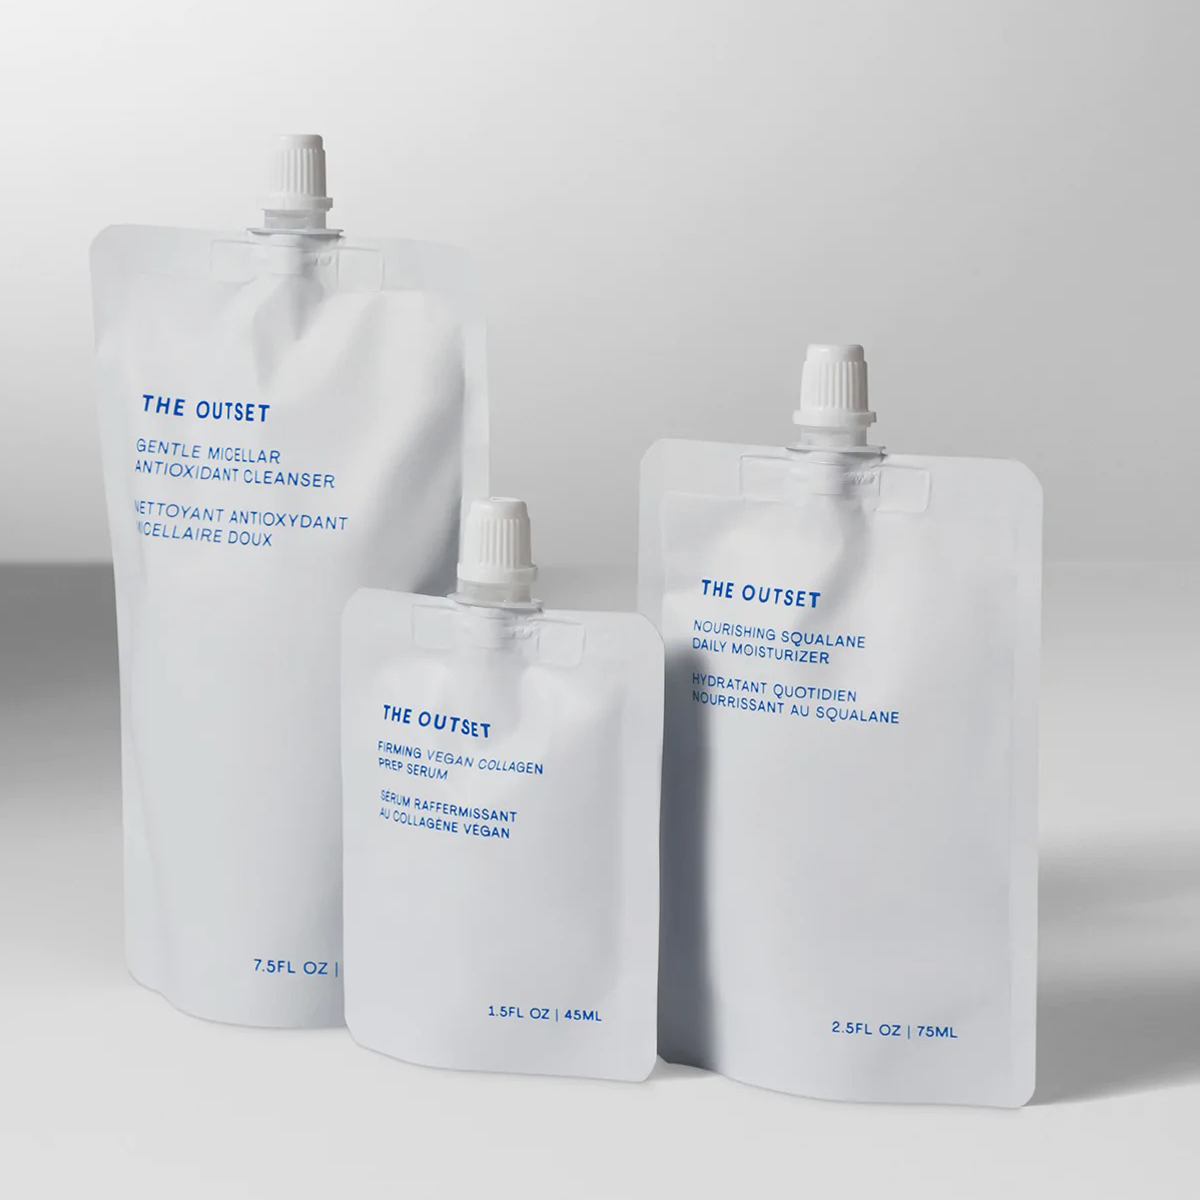 THE OUTSET
GENTLE MICELLAR
ANTIOXIDANT CLEANSER
NETTOYANT ANTIOXYDANT
MICELLAIRE DOUX
7.5FL OZ |
THE OUTSET
FIRMING VEGAN COLLAGEN
PREP SERUM
SÉRUM RAFFERMISSANT
AU COLLAGÈNE VÉGAN
1.5FL OZ | 45ML
THE OUTSET
NOURISHING SQUALANE
DAILY MOISTURIZER
HYDRATANT QUOTIDIEN
NOURRISSANT AU SQUALANE
2.5FL OZ | 75ML